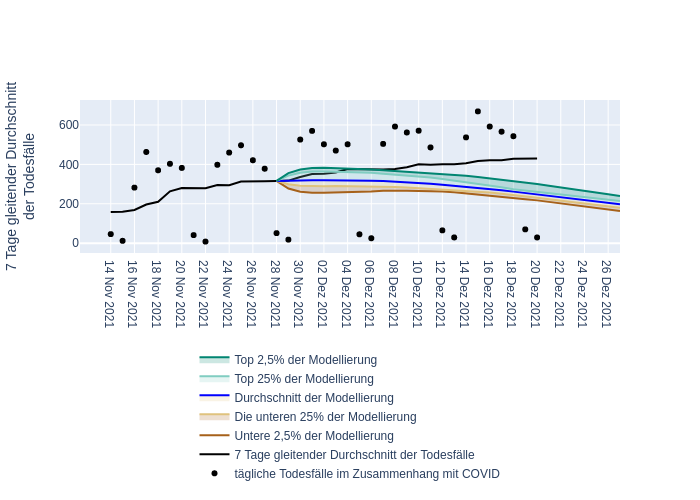 7 Tage gleitender Durchschnitt
der Todesfälle
600
400
200
0
14 Nov 2021
16 Nov 2021
18 Nov 2021
20 Nov 2021
22 Nov 2021
24 Nov 2021
26 Nov 2021
28 Nov 2021
30 Nov 2021
02 Dez 2021
04 Dez 2021
06 Dez 2021
08 Dez 2021
10 Dez 2021
12 Dez 2021
14 Dez 2021
16 Dez 2021
18 Dez 2021
20 Dez 2021
22 Dez 2021
24 Dez 2021
26 Dez 2021
Top 2,5% der Modellierung
Top 25% der Modellierung
Durchschnitt der Modellierung
Die unteren 25% der Modellierung
Untere 2,5% der Modellierung
7 Tage gleitender Durchschnitt der Todesfälle
tägliche Todesfälle im Zusammenhang mit COVID